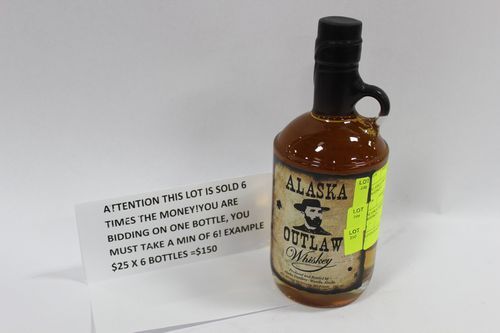 ATTENTION THIS LOT IS SOLD 6
TIMES THE MONEY!YOU ARE
BIDDING ON ONE BOTTLE, YOU
MUST TAKE A MIN OF 6! EXAMPLE
$25 X 6 BOTTLES =$150
ALASKA
OUTLAW
Whiskey
LOT
LOT
LOT